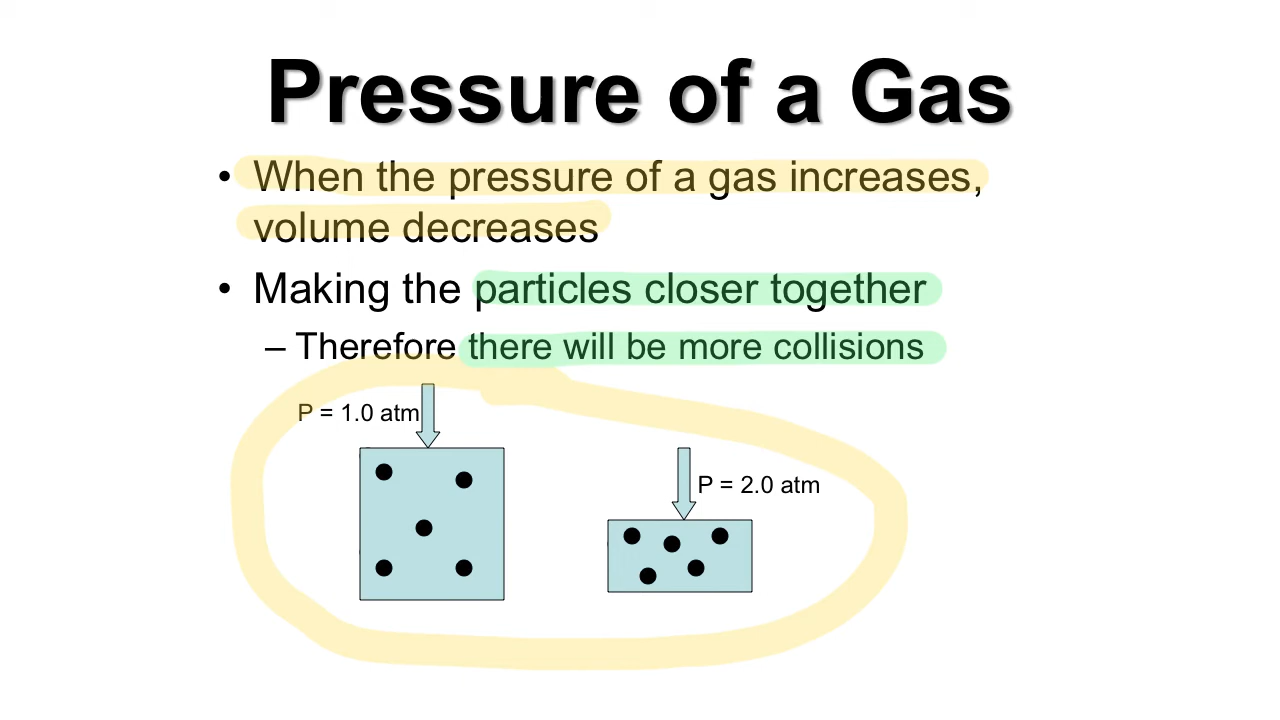 Pressure of a Gas
• When the pressure of a gas increases,
volume decreases
• Making the particles closer together
– Therefore there will be more collisions
P = 1.0 atm
P = 2.0 atm